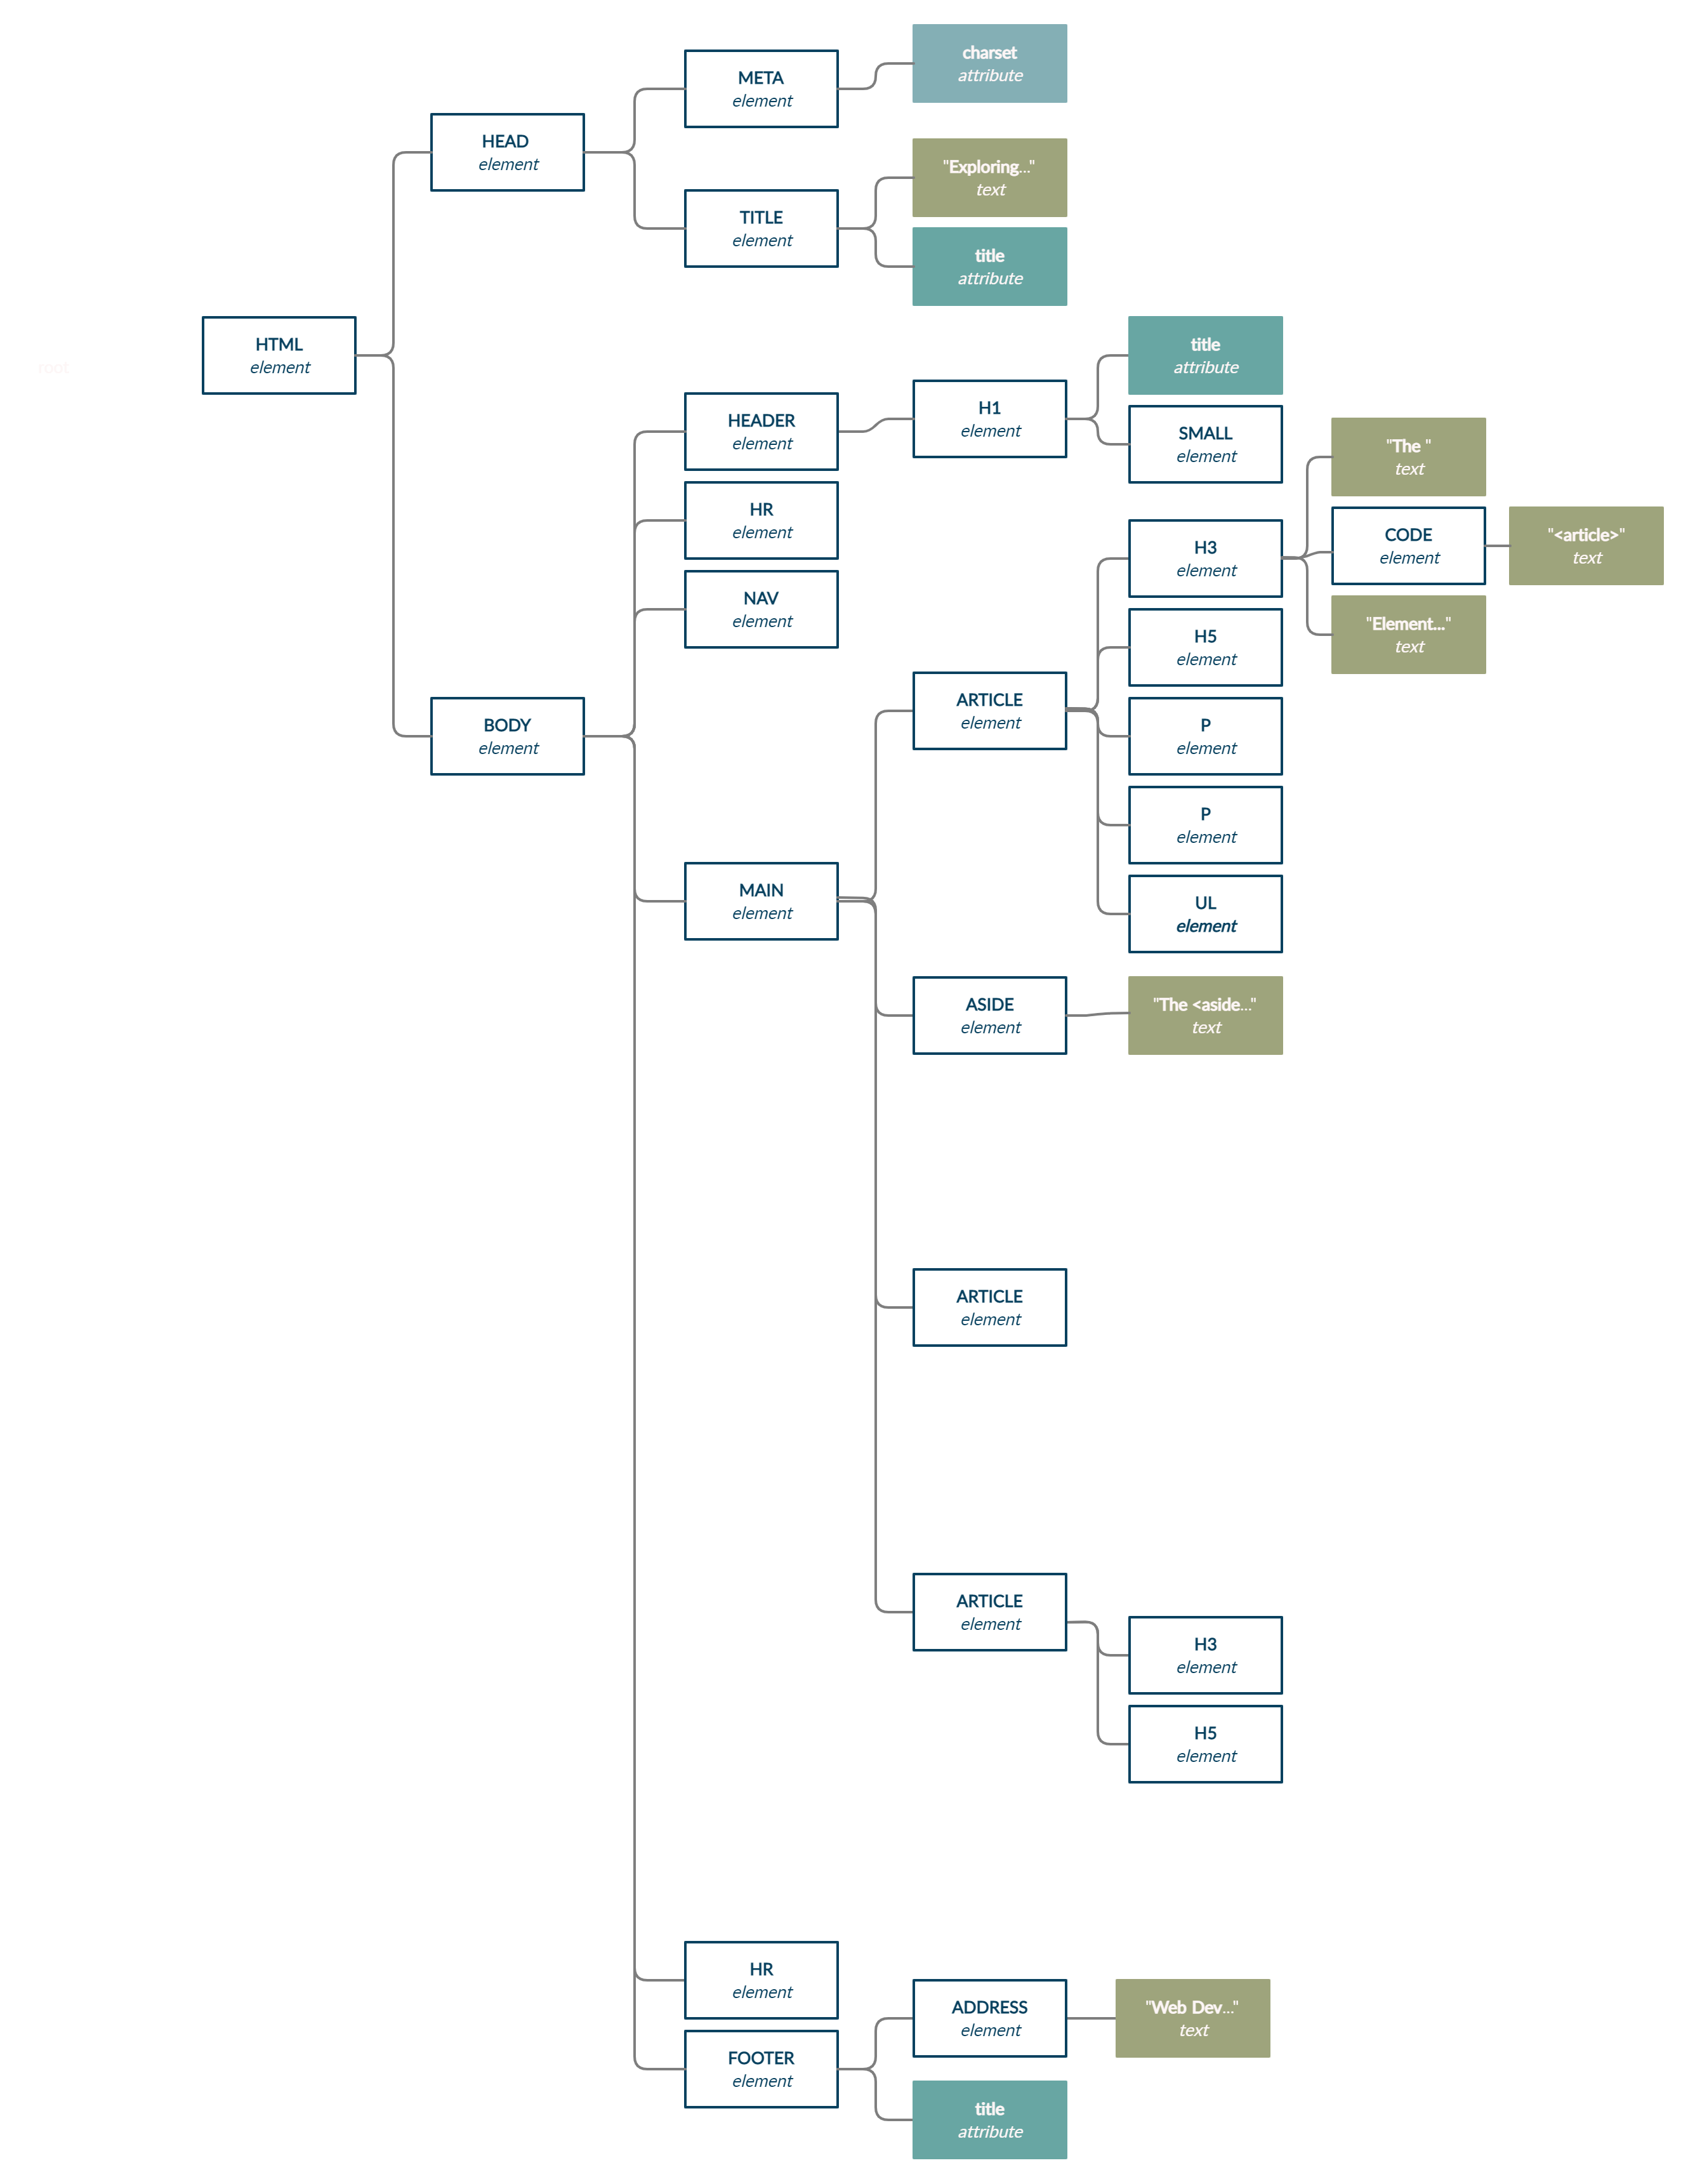 charset
attribute
META
element
HEAD
element
"Exploring..."
text
TITLE
element
title
attribute
HTML
element
root
title
attribute
HEADER
element
H1
element
SMALL
element
"The "
text
HR
element
H3
element
CODE
element
"<article>"
text
NAV
element
H5
element
"Element..."
text
BODY
element
ARTICLE
element
P
element
P
element
MAIN
element
UL
element
ASIDE
element
"The <aside..."
text
ARTICLE
element
ARTICLE
element
H3
element
H5
element
HR
element
ADDRESS
element
"Web Dev..."
text
FOOTER
element
title
attribute